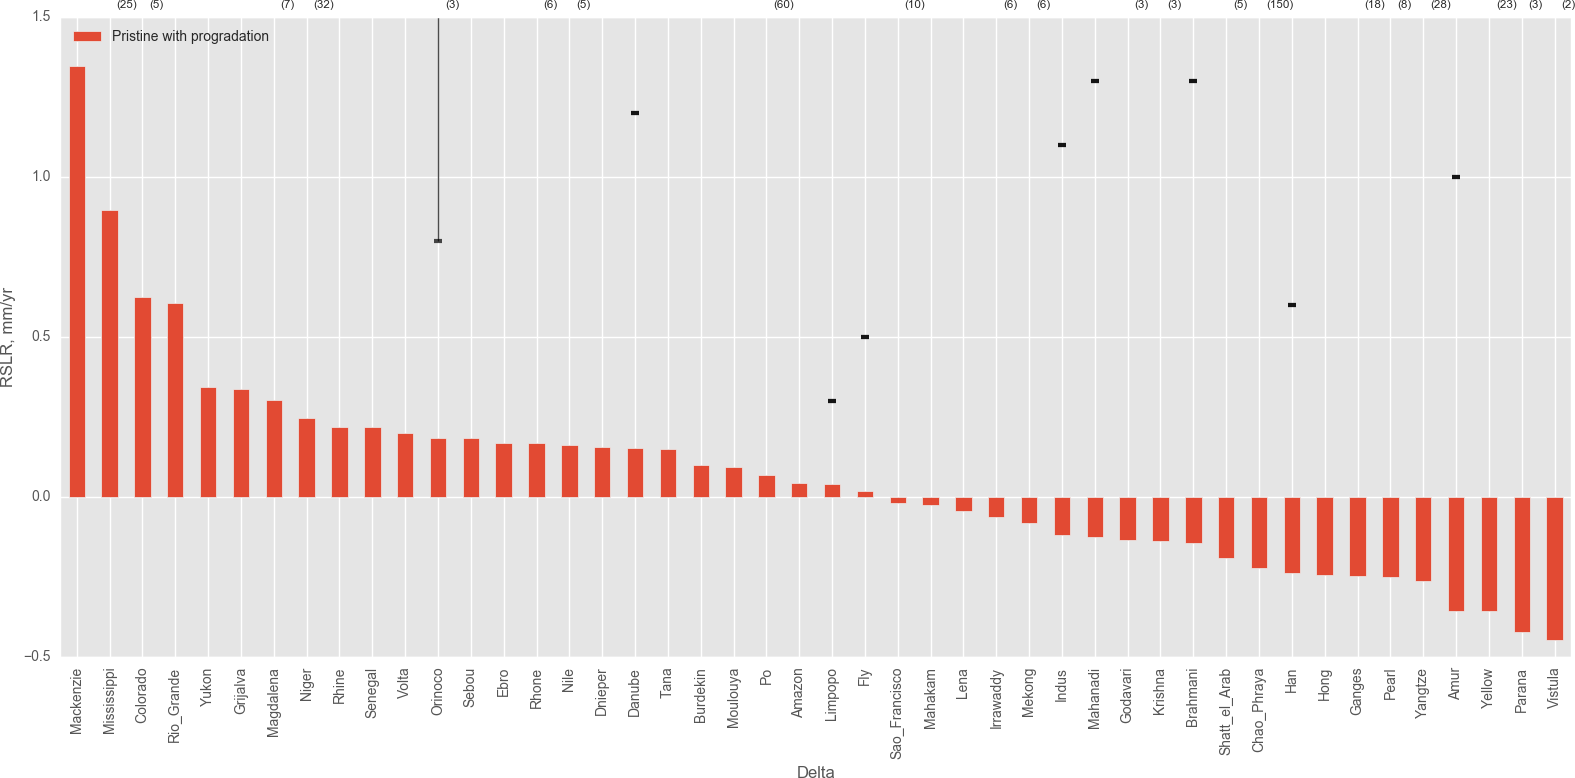 (25) (5) (7) (32) (3) (6) (5) (60) (10) (6) (6) (3) (3) (5) (150) (18) (8) (28) (23) (3) (2)
1.5
Pristine with progradation
1.0
0.5
0.0
−0.5
RSLR, mm/yr
Mackenzie
Mississippi
Colorado
Rio_Grande
Yukon
Grijalva
Magdalena
Niger
Rhine
Senegal
Volta
Orinoco
Sebou
Ebro
Rhone
Nile
Dnieper
Danube
Tana
Burdekin
Moulouya
Po
Amazon
Limpopo
Fly
Sao_Francisco
Mahakam
Lena
Irrawaddy
Mekong
Indus
Mahanadi
Godavari
Krishna
Brahmani
Shatt_el_Arab
Chao_Phraya
Han
Hong
Ganges
Pearl
Yangtze
Amur
Yellow
Parana
Vistula
Delta